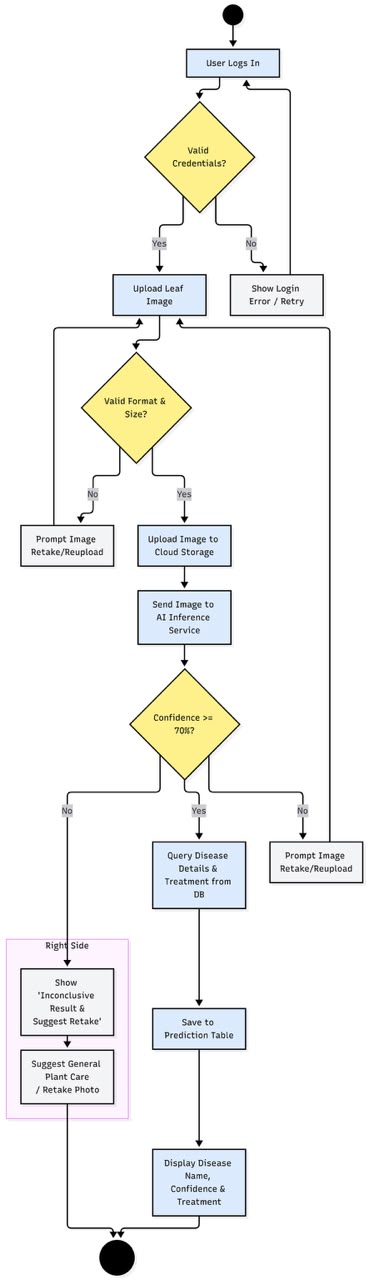 User Logs In
Valid
Credentials?
Yes
No
Upload Leaf
Image
Show Login
Error / Retry
Valid Format &
Size?
No
Yes
Prompt Image
Retake/Reupload
Upload Image to
Cloud Storage
Send Image to
AI Inference
Service
Confidence >=
70%?
No
Yes
No
Query Disease
Details &
Treatment from
DB
Prompt Image
Retake/Reupload
Right Side
Show
'Inconclusive
Result &
Suggest Retake'
Save to
Prediction Table
Suggest General
Plant Care
/ Retake Photo
Display Disease
Name,
Confidence &
Treatment